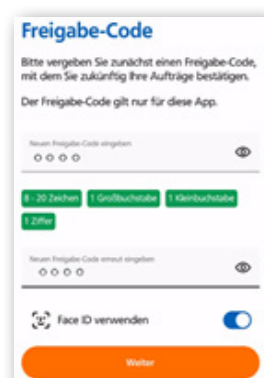 Freigabe-Code
Bitte vergeben Sie zunächst einen Freigabe-Code,
mit dem Sie zukünftig Ihre Aufträge bestätigen.
Der Freigabe-Code gilt nur für diese App.
Neuen Freigabe-Code eingeben
8 - 20 Zeichen 1 Großbuchstabe 1 Kleinbuchstabe
1 Ziffer
Neuen Freigabe-Code erneut eingeben
Face ID verwenden
Weiter